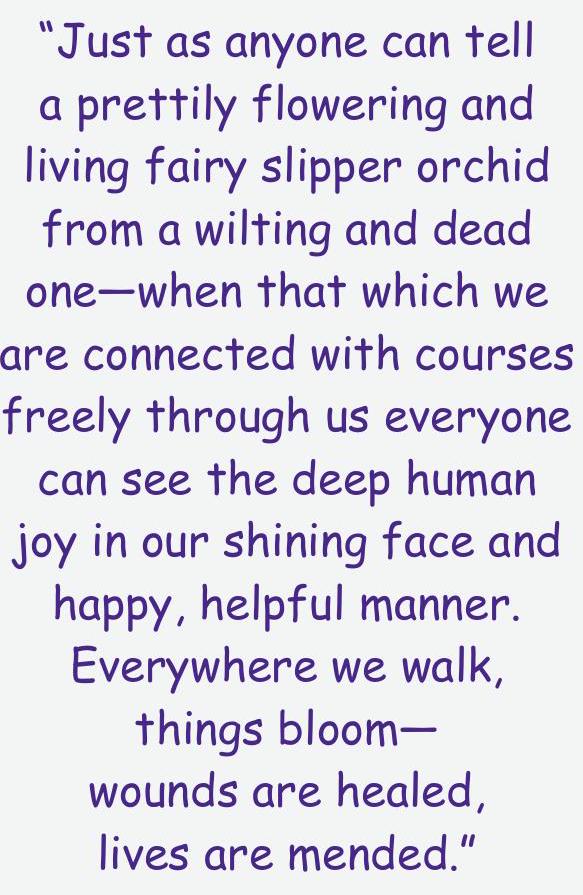 “Just as anyone can tell
a prettily flowering and
living fairy slipper orchid
from a wilting and dead
one—when that which we
are connected with courses
freely through us everyone
can see the deep human
joy in our shining face and
happy, helpful manner.
Everywhere we walk,
things bloom—
wounds are healed,
lives are mended.”